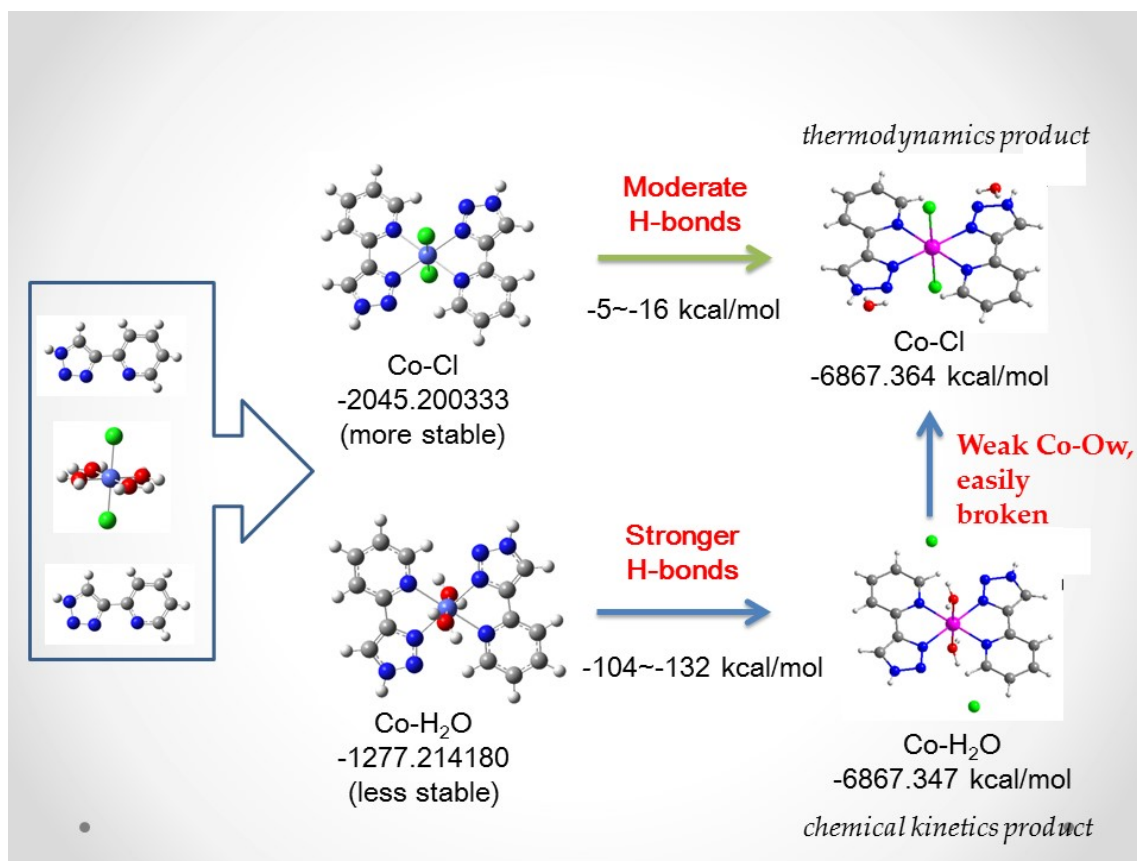 thermodynamics product
Moderate
H-bonds
-5~-16 kcal/mol
Co-Cl
-2045.200333
(more stable)
Co-Cl
-6867.364 kcal/mol
Weak Co-Ow,
easily
broken
Stronger
H-bonds
-104~-132 kcal/mol
Co-H₂O
-1277.214180
(less stable)
Co-H₂O
-6867.347 kcal/mol
chemical kinetics product